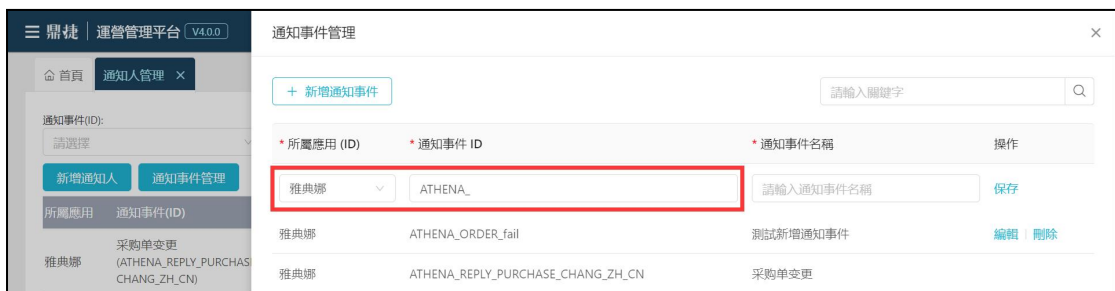 鼎捷 運營管理平台 V4.0.0
通知事件管理
首頁 通知人管理
新增通知事件 請輸入關鍵字
通知事件(ID):
請選擇
* 所屬應用 (ID) * 通知事件 ID * 通知事件名稱 操作
新增通知人 通知事件管理
雅典娜 ATHENA_ 請輸入通知事件名稱 保存
所屬應用 通知事件(ID)
雅典娜 ATHENA_ORDER_fail 測試新增通知事件 編輯 刪除
雅典娜 采购单变更
(ATHENA_REPLY_PURCHASE
CHANG_ZH_CN)
雅典娜 ATHENA_REPLY_PURCHASE_CHANG_ZH_CN 采购单变更